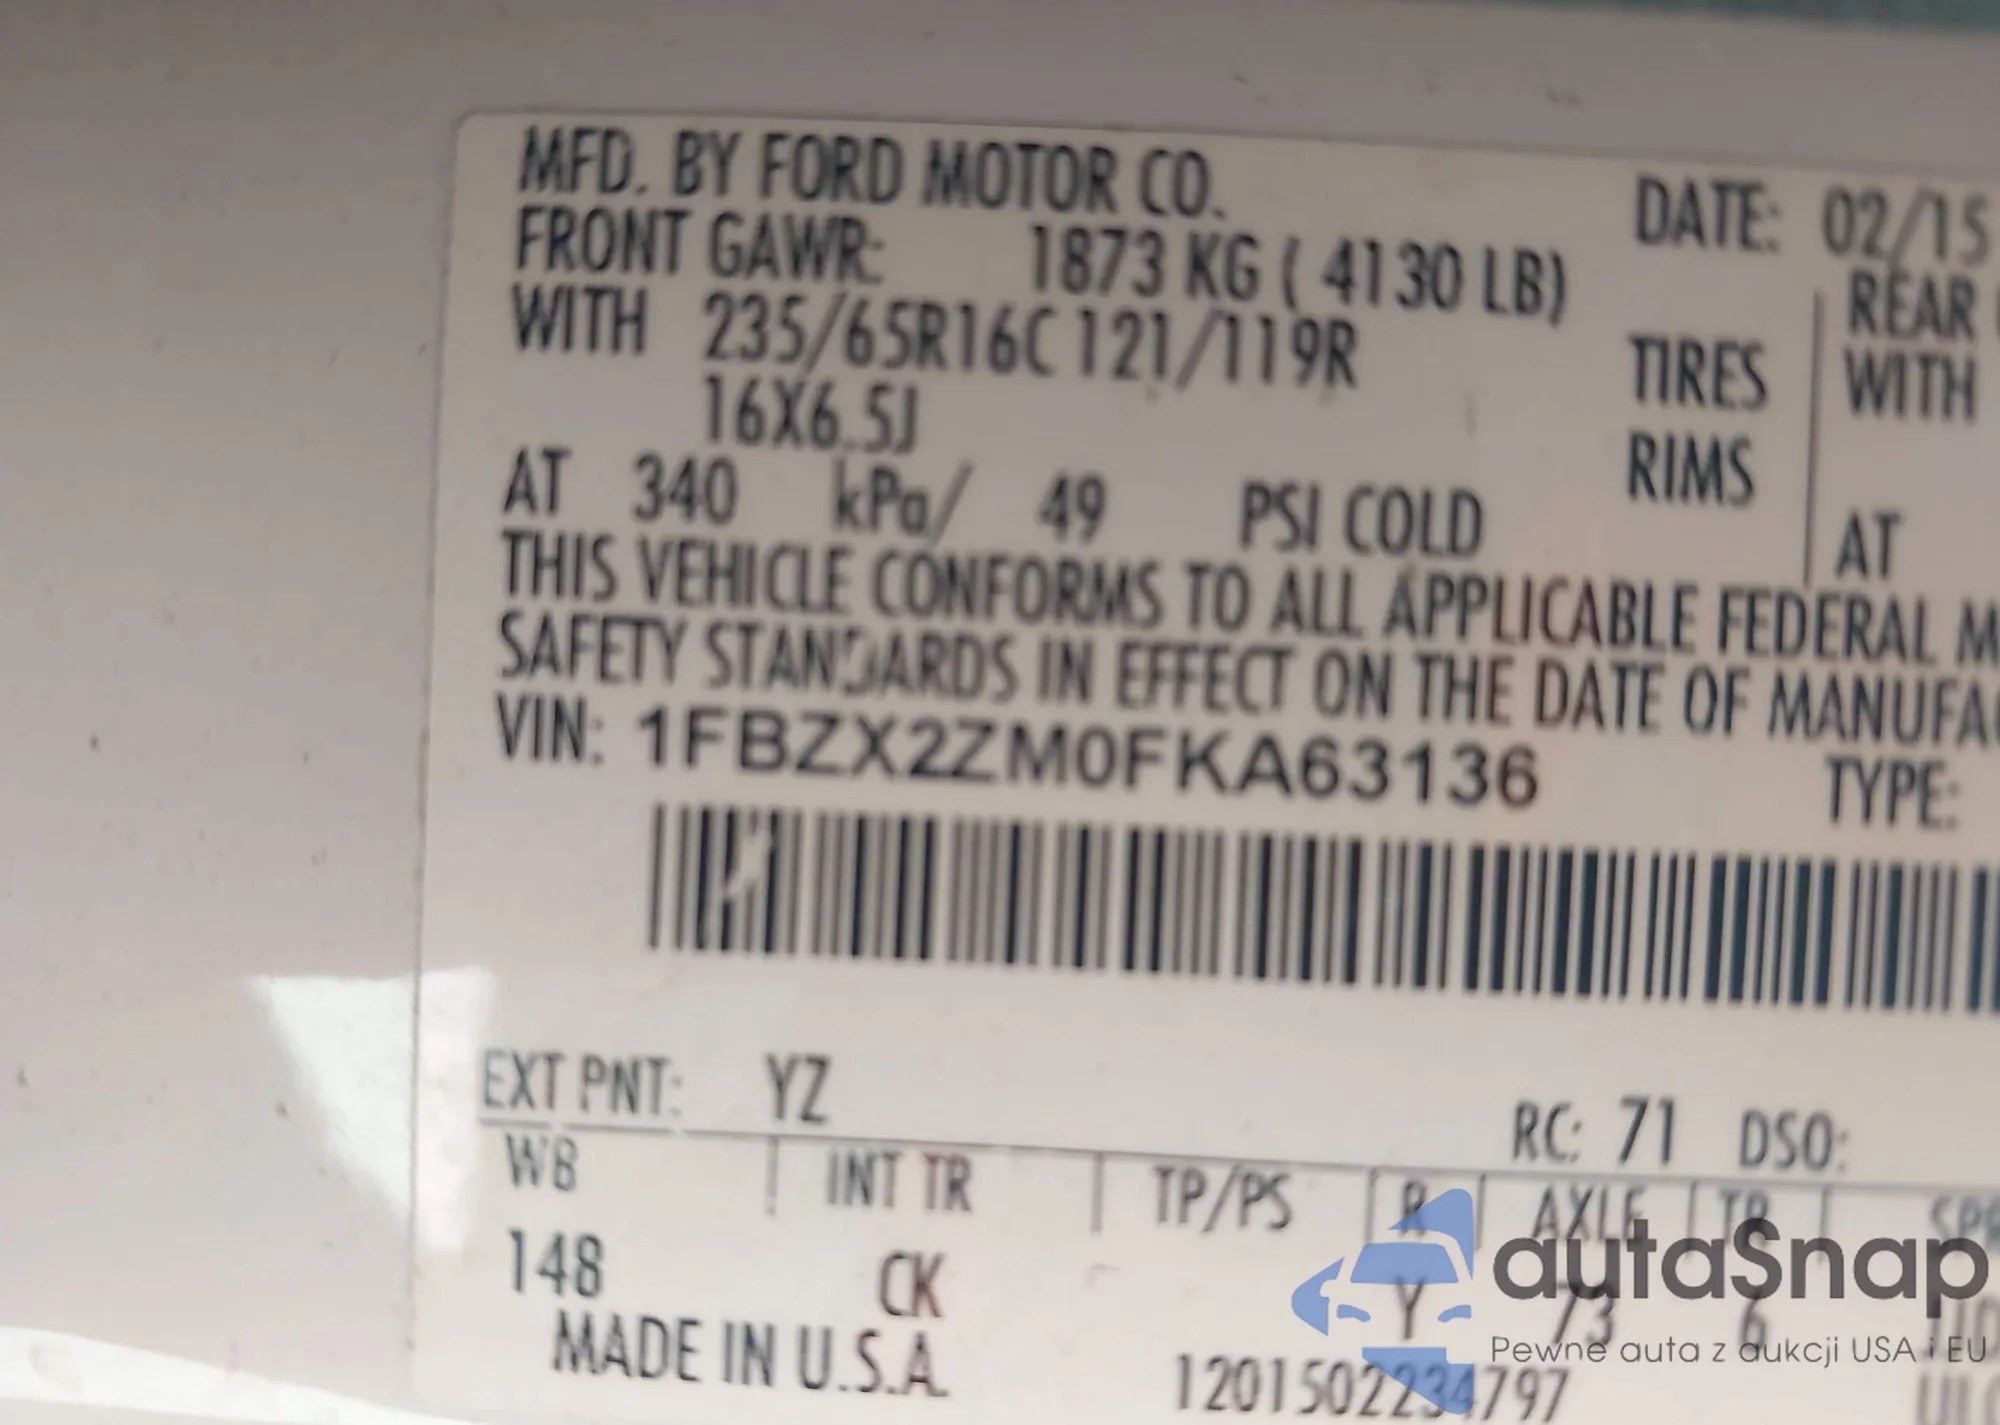 MFD. BY FORD MOTOR CO. DATE: 02/15
FRONT GAWR: 1873 KG ( 4130 LB) REAR
WITH 235/65R16C 121/119R TIRES WITH
16X6.5J RIMS
AT 340 kPa/ 49 PSI COLD AT
THIS VEHICLE CONFORMS TO ALL APPLICABLE FEDERAL M
SAFETY STANDARDS IN EFFECT ON THE DATE OF MANUFA
VIN: 1FBZX2ZM0FKA63136 TYPE:
EXT PNT: YZ RC: 71 DSO:
WB INT TR TP/PS R AXLE TR SPR
148 CK Y 73 6
MADE IN U.S.A. 1201502234797
autaSnap
Pewne auta z aukcji USA i EU